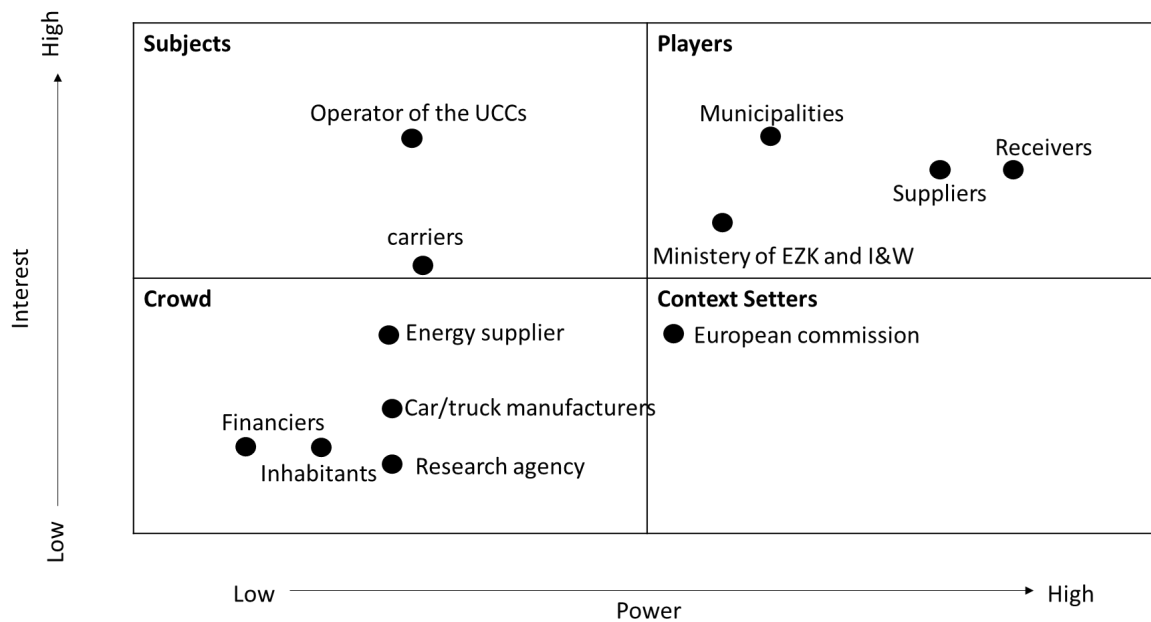 High
Subjects
Players
Operator of the UCCs
Municipalities
Receivers
Suppliers
carriers
Ministery of EZK and I&W
Interest
Crowd
Context Setters
Energy supplier
European commission
Car/truck manufacturers
Financiers
Inhabitants
Research agency
Low
Low
High
Power